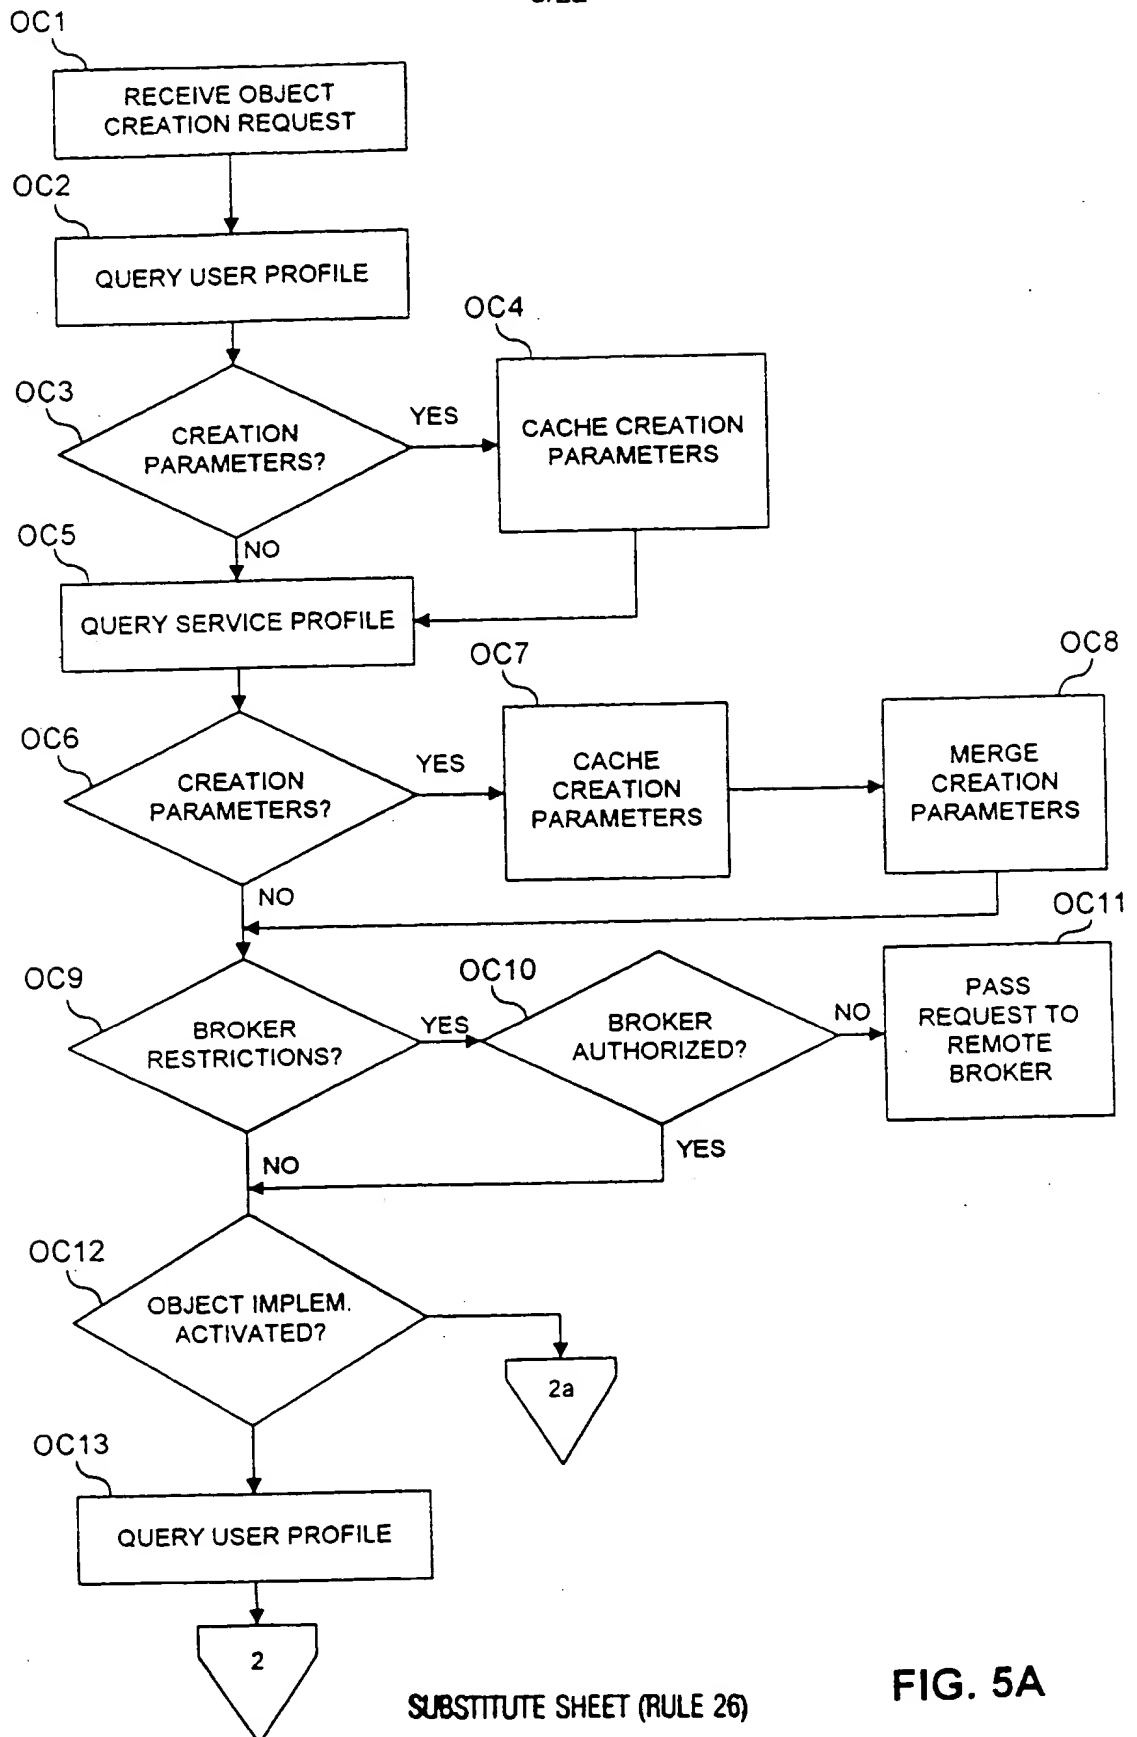 OC1
RECEIVE OBJECT
CREATION REQUEST
OC2
QUERY USER PROFILE
OC3
CREATION
PARAMETERS?
YES
OC4
CACHE CREATION
PARAMETERS
NO
OC5
QUERY SERVICE PROFILE
OC6
CREATION
PARAMETERS?
YES
OC7
CACHE
CREATION
PARAMETERS
OC8
MERGE
CREATION
PARAMETERS
NO
OC9
BROKER
RESTRICTIONS?
YES
OC10
BROKER
AUTHORIZED?
NO
OC11
PASS
REQUEST TO
REMOTE
BROKER
NO
YES
OC12
OBJECT IMPLEM.
ACTIVATED?
2a
OC13
QUERY USER PROFILE
2
SUBSTITUTE SHEET (RULE 26)
FIG. 5A